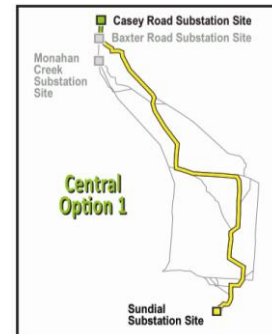 Casey Road Substation Site
Baxter Road Substation Site
Monahan
Creek
Substation
Site
Central
Option 1
Sundial
Substation Site